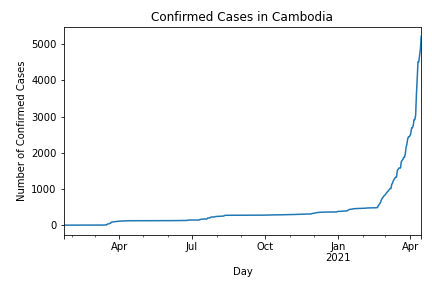 Confirmed Cases in Cambodia
Number of Confirmed Cases
5000
4000
3000
2000
1000
0
Apr Jul Oct Jan Apr
2021
Day